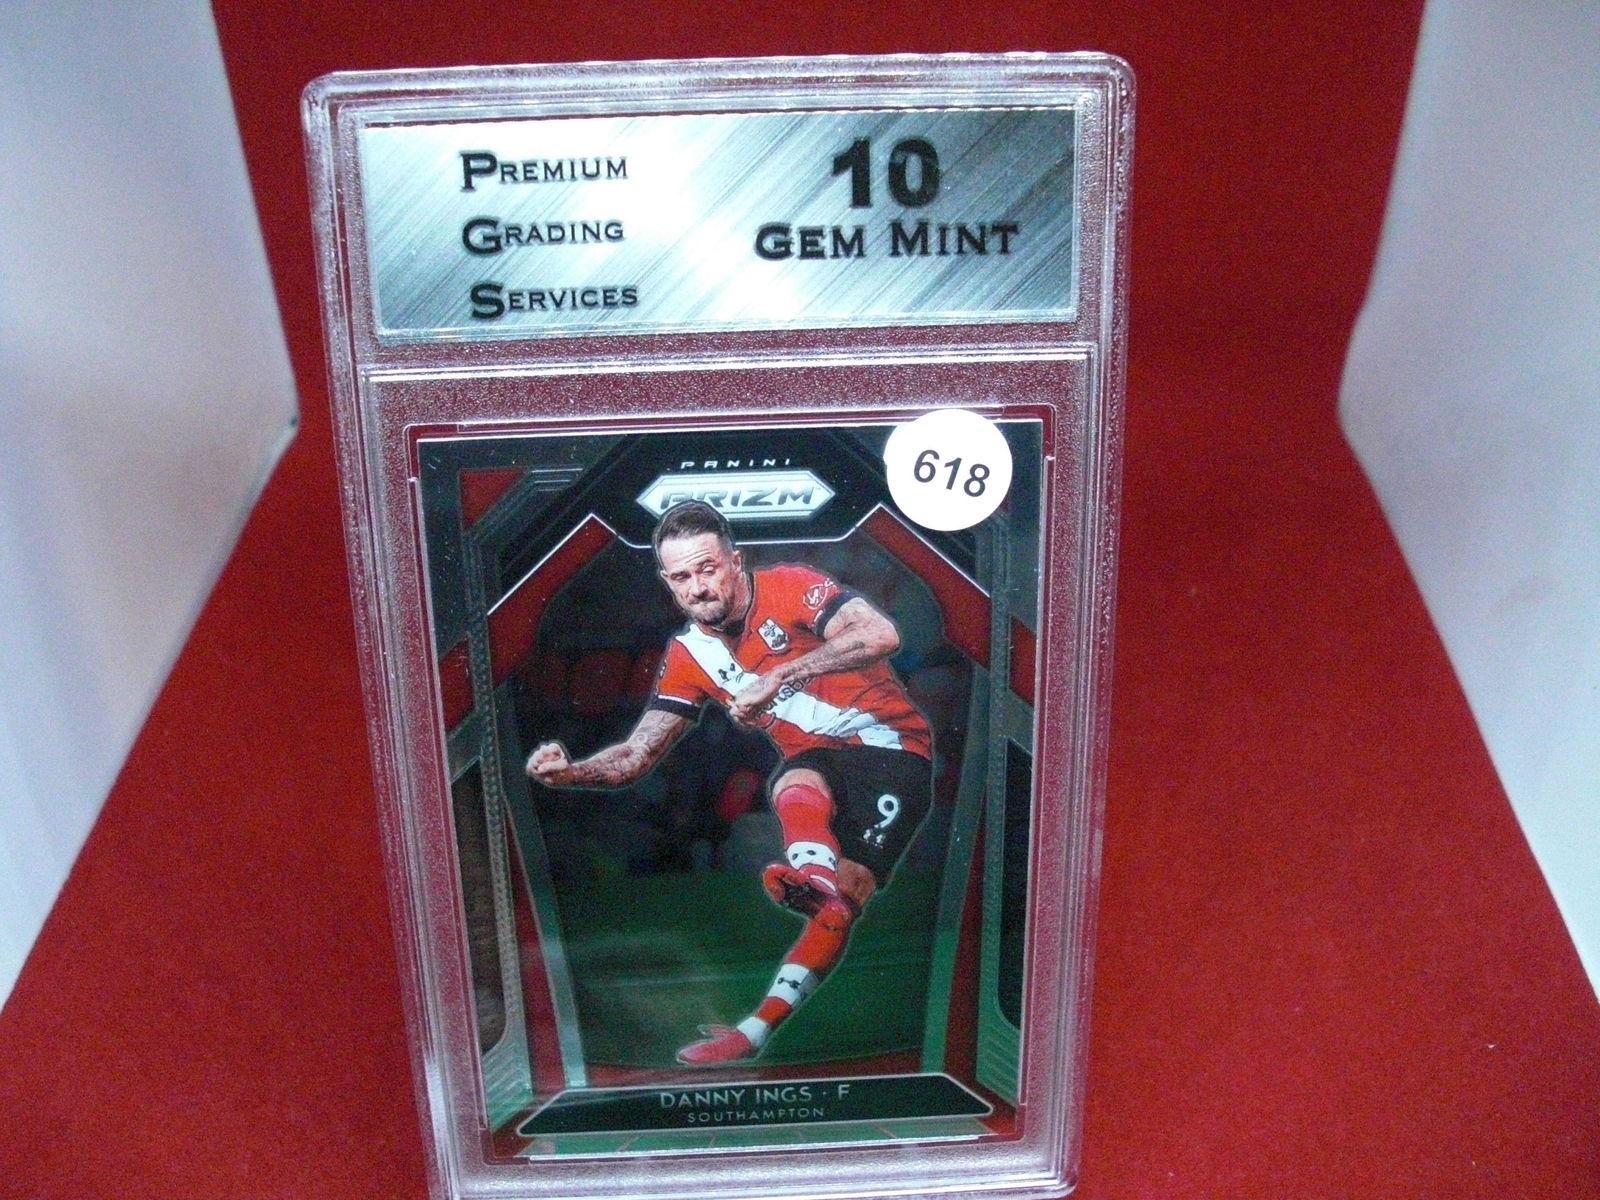 PREMIUM
GRADING
SERVICES
10
GEM MINT
618
PANINI
PRIZM
9
DANNY INGS · F
SOUTHAMPTON